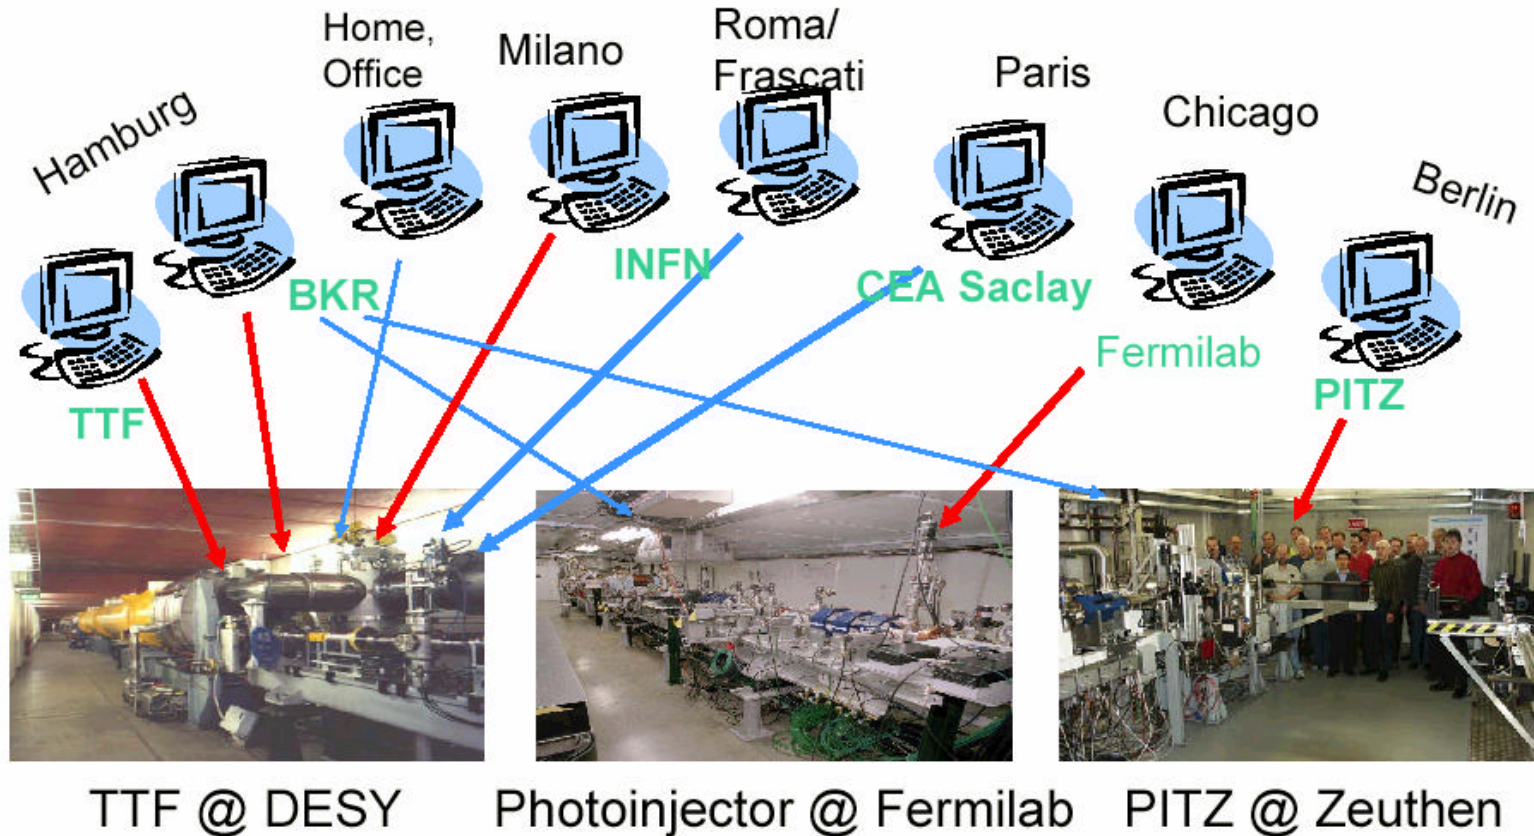 Hamburg
Home,
Office
Milano
Roma/
Frascati
Paris
Chicago
Berlin
TTF
BKR
INFN
CEA Saclay
Fermilab
PITZ
TTF @ DESY
Photoinjector @ Fermilab
PITZ @ Zeuthen